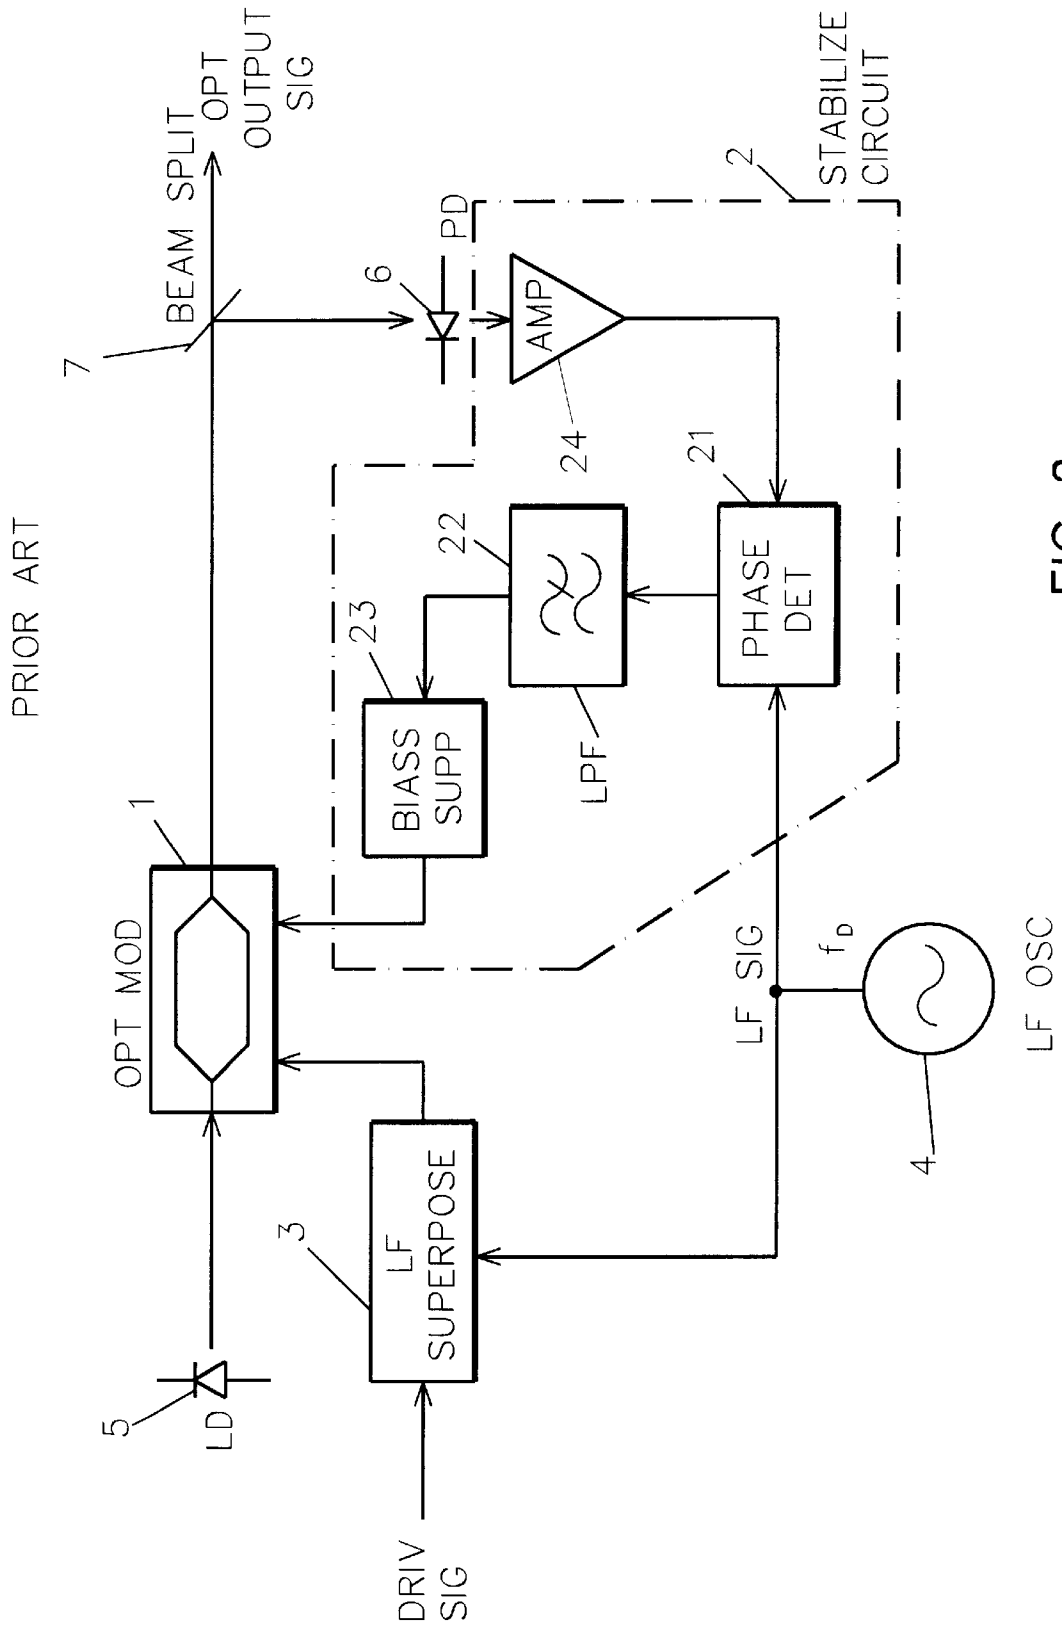 PRIOR ART
7
BEAM SPLIT
OPT
OUTPUT
SIG
1
OPT MOD
5
LD
6
PD
2
STABILIZE
CIRCUIT
3
LF
SUPERPOSE
23
BIASS
SUPP
22
LPF
24
AMP
21
PHASE
DET
DRIV
SIG
LF SIG
f_D
4
LF OSC
FIG.